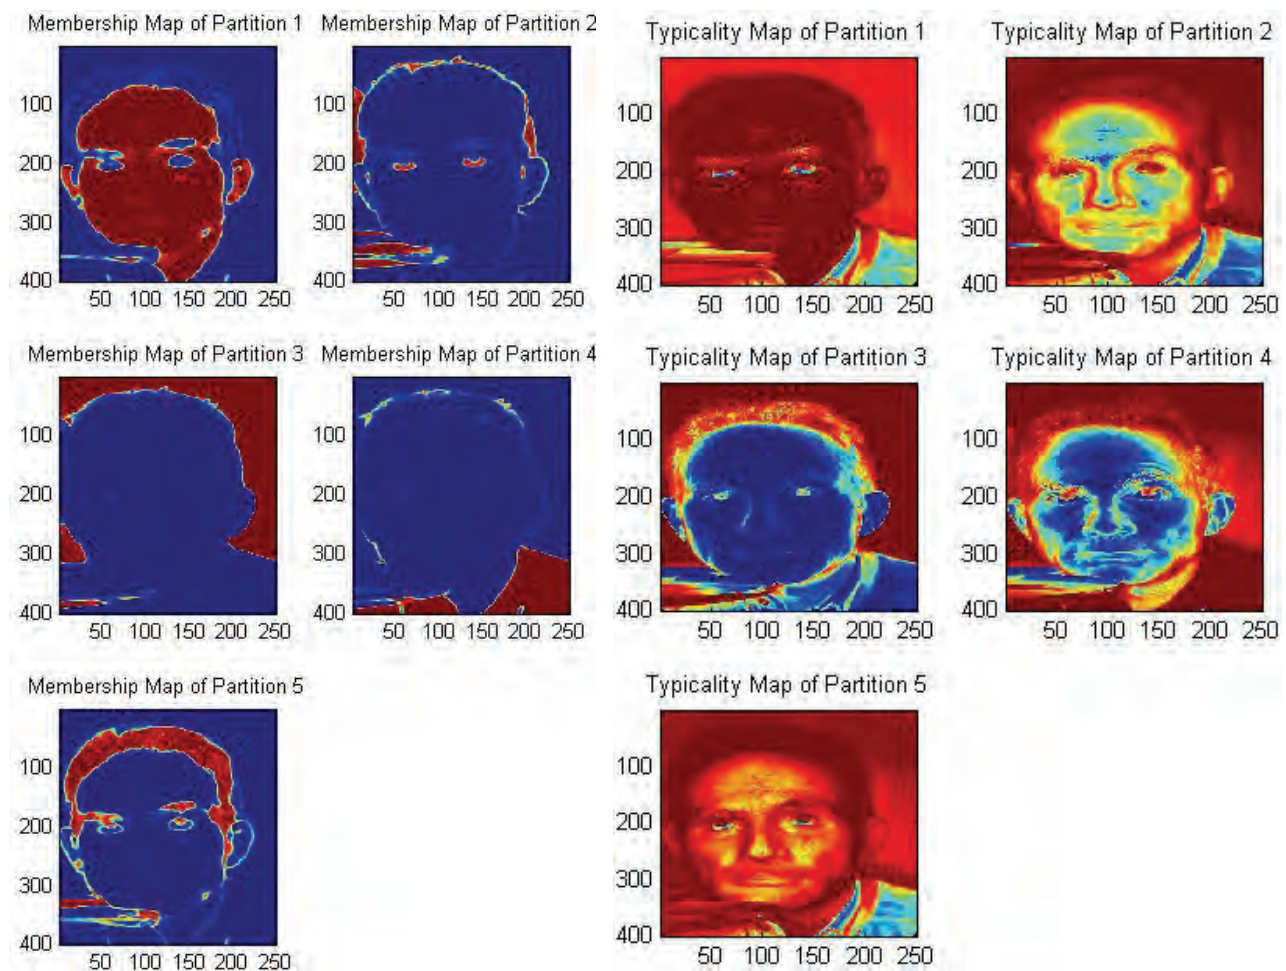 Membership Map of Partition 1
100
200
300
400
50 100 150 200 250
Membership Map of Partition 2
100
200
300
400
50 100 150 200 250
Typicality Map of Partition 1
100
200
300
400
50 100 150 200 250
Typicality Map of Partition 2
100
200
300
400
50 100 150 200 250
Membership Map of Partition 3
100
200
300
400
50 100 150 200 250
Membership Map of Partition 4
100
200
300
400
50 100 150 200 250
Typicality Map of Partition 3
100
200
300
400
50 100 150 200 250
Typicality Map of Partition 4
100
200
300
400
50 100 150 200 250
Membership Map of Partition 5
100
200
300
400
50 100 150 200 250
Typicality Map of Partition 5
100
200
300
400
50 100 150 200 250